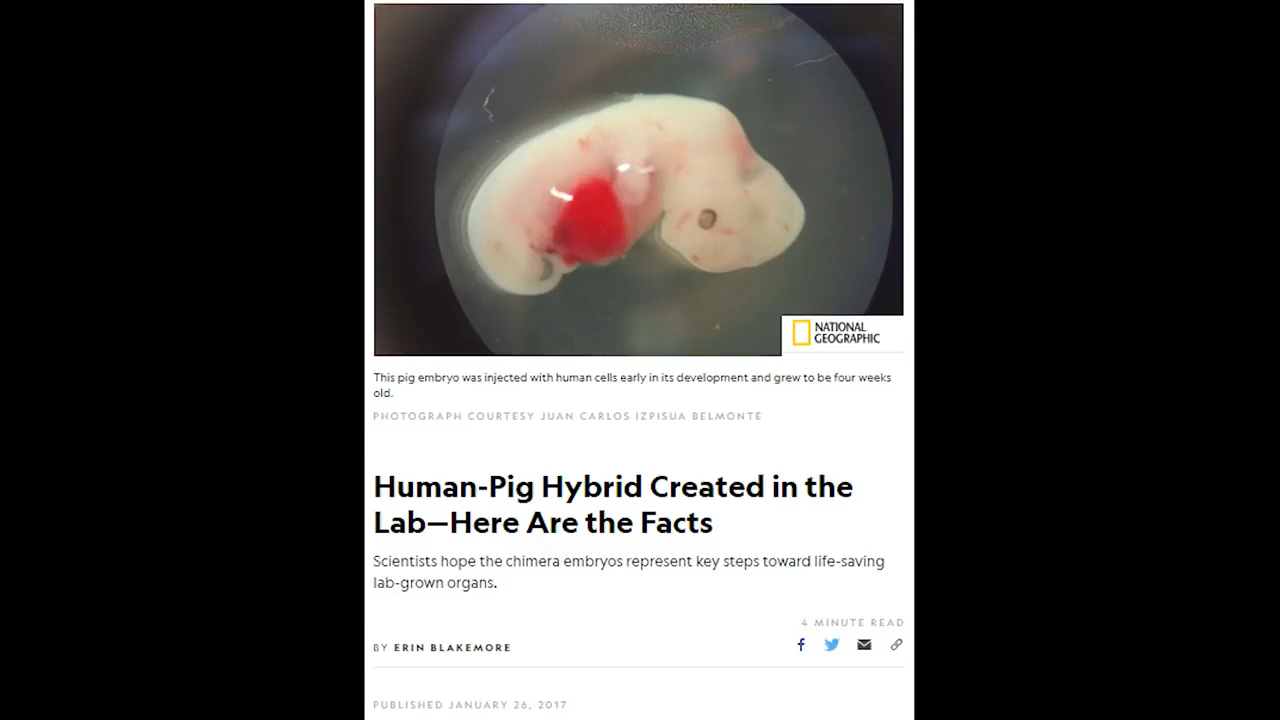 NATIONAL
GEOGRAPHIC
This pig embryo was injected with human cells early in its development and grew to be four weeks
old.
PHOTOGRAPH COURTESY JUAN CARLOS IZPISUA BELMONTE
Human-Pig Hybrid Created in the
Lab—Here Are the Facts
Scientists hope the chimera embryos represent key steps toward life-saving
lab-grown organs.
4 MINUTE READ
BY ERIN BLAKEMORE
PUBLISHED JANUARY 26, 2017